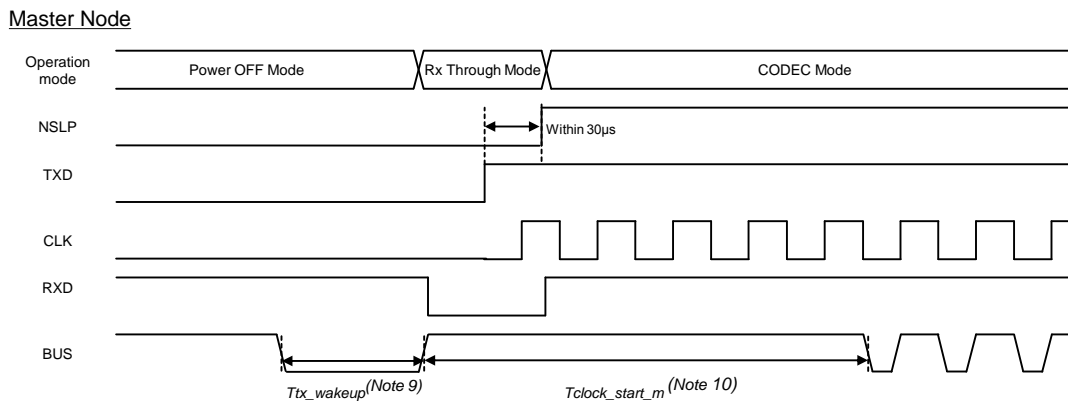 Master Node
Operation
mode
Power OFF Mode
Rx Through Mode
CODEC Mode
NSLP
Within 30µs
TXD
CLK
RXD
BUS
Ttx_wakeup(Note 9)
Tclock_start_m(Note 10)